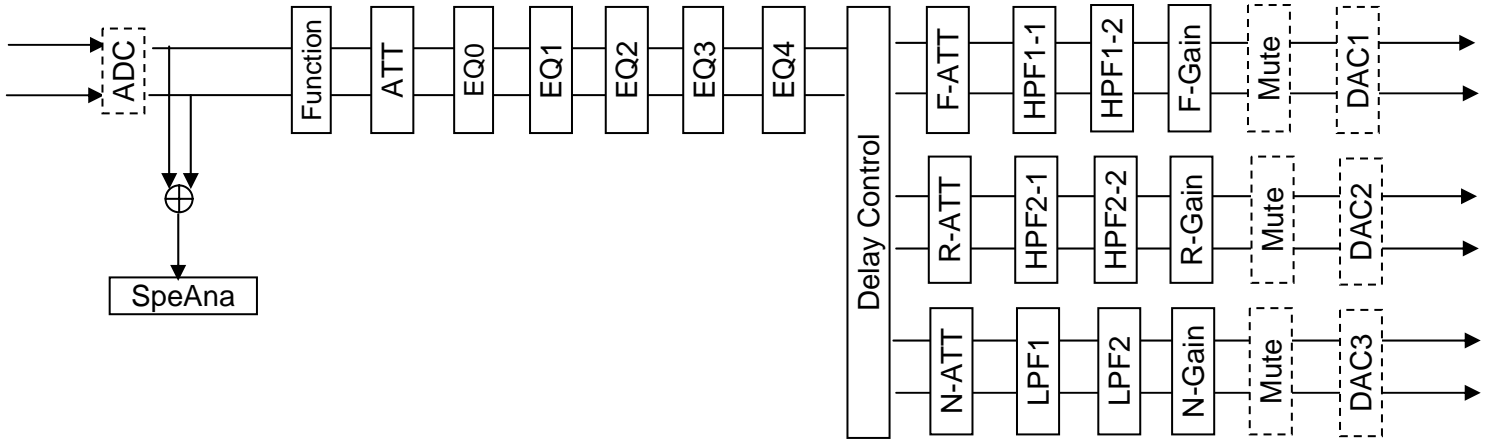 ADC
Function
ATT
EQ0
EQ1
EQ2
EQ3
EQ4
SpeAna
Delay Control
F-ATT
HPF1-1
HPF1-2
F-Gain
Mute
DAC1
R-ATT
HPF2-1
HPF2-2
R-Gain
Mute
DAC2
N-ATT
LPF1
LPF2
N-Gain
Mute
DAC3